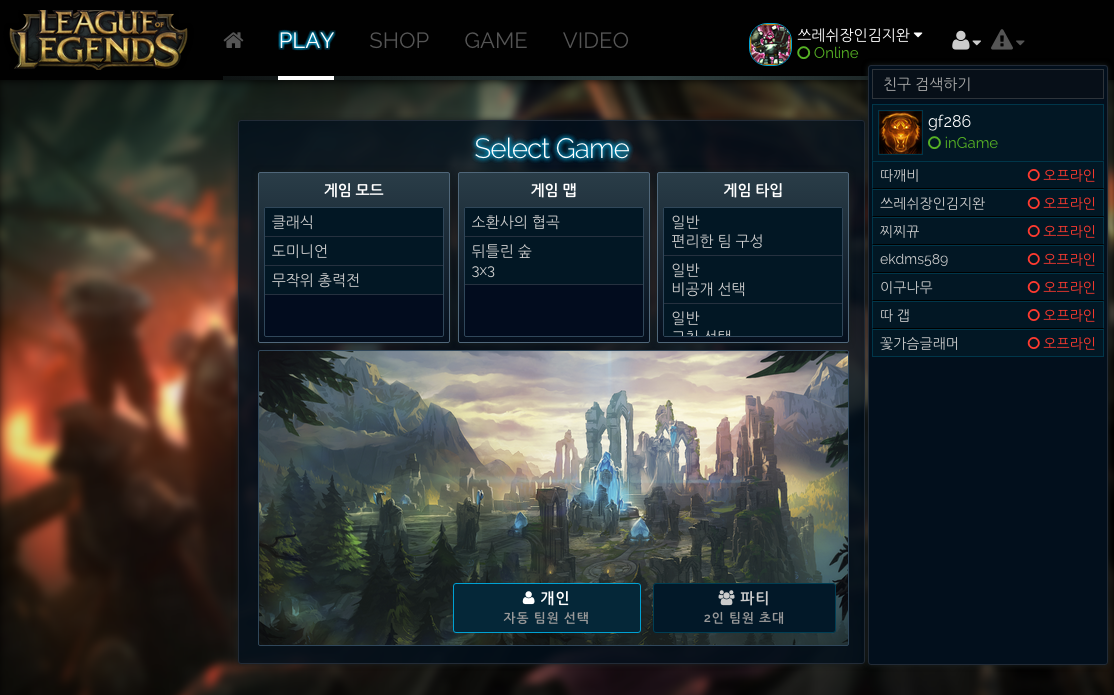 LEAGUE OF
LEGENDS
PLAY
SHOP
GAME
VIDEO
쓰레쉬장인김지완
Online
친구 검색하기
gf286
inGame
따깨비 오프라인
쓰레쉬장인김지완 오프라인
찌찌뀨 오프라인
ekdms589 오프라인
이구나무 오프라인
따 갭 오프라인
꽃가슴글래머 오프라인
Select Game
게임 모드
클래식
도미니언
무작위 총력전
게임 맵
소환사의 협곡
뒤틀린 숲
3x3
게임 타입
일반
편리한 팀 구성
일반
비공개 선택
일반
교차 선택
개인
자동 팀원 선택
파티
2인 팀원 초대